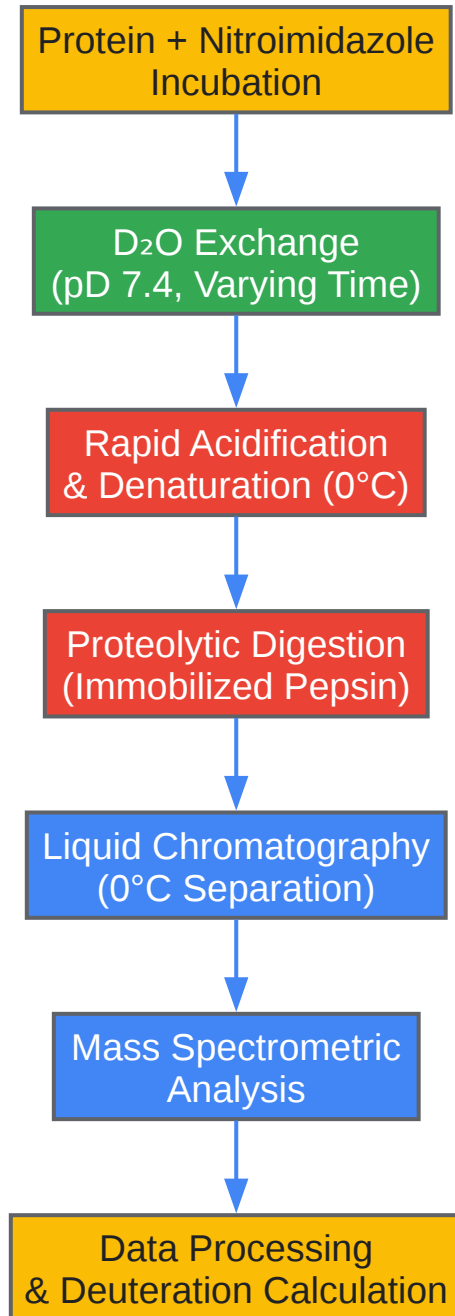 Protein + Nitroimidazole
Incubation
D₂O Exchange
(pD 7.4, Varying Time)
Rapid Acidification
& Denaturation (0°C)
Proteolytic Digestion
(Immobilized Pepsin)
Liquid Chromatography
(0°C Separation)
Mass Spectrometric
Analysis
Data Processing
& Deuteration Calculation